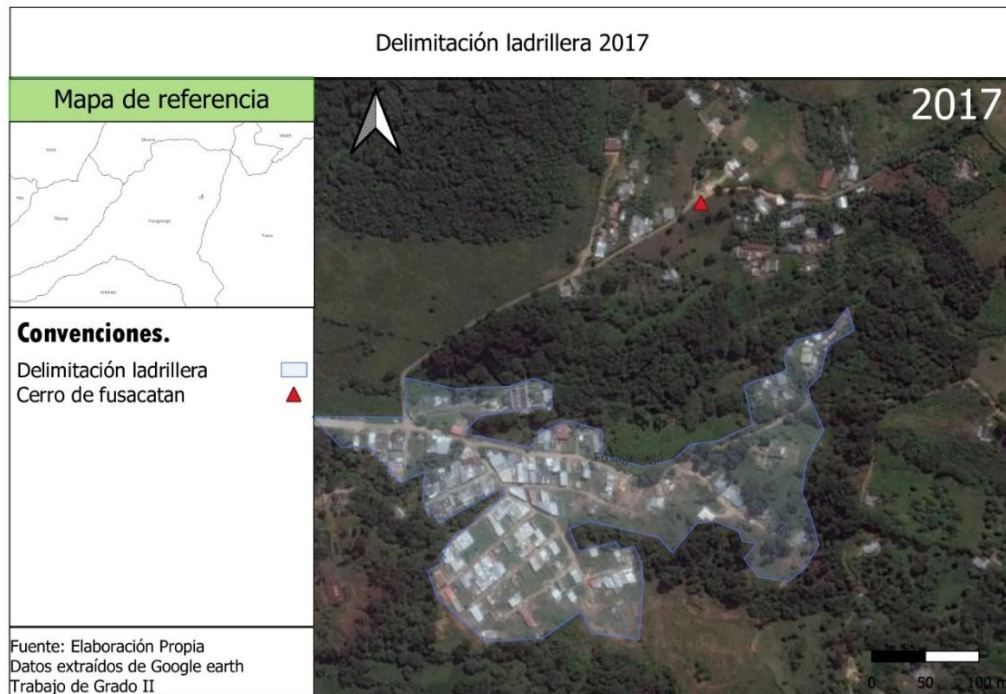 Delimitación ladrillera 2017
Mapa de referencia
2017
Convenciones.
Delimitación ladrillera
Cerro de fusacatan
Fuente: Elaboración Propia
Datos extraídos de Google earth
Trabajo de Grado II
0 50 100 m